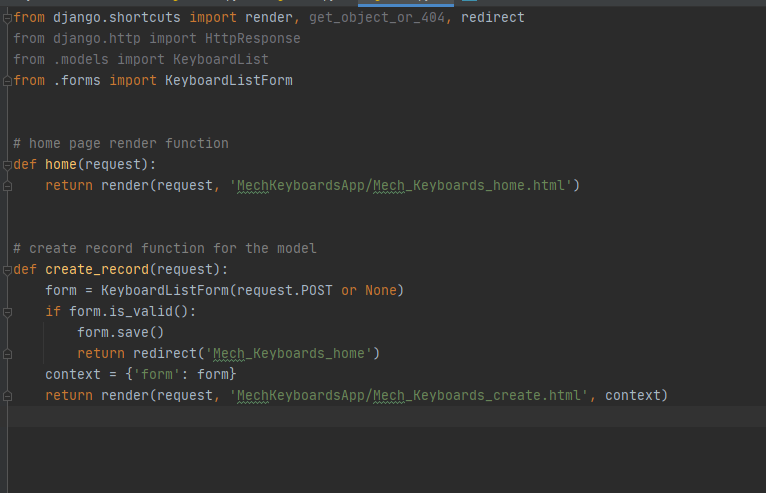 from django.shortcuts import render, get_object_or_404, redirect
from django.http import HttpResponse
from .models import KeyboardList
from .forms import KeyboardListForm
# home page render function
def home(request):
    return render(request, 'MechKeyboardsApp/Mech_Keyboards_home.html')
# create record function for the model
def create_record(request):
    form = KeyboardListForm(request.POST or None)
    if form.is_valid():
        form.save()
        return redirect('Mech_Keyboards_home')
    context = {'form': form}
    return render(request, 'MechKeyboardsApp/Mech_Keyboards_create.html', context)